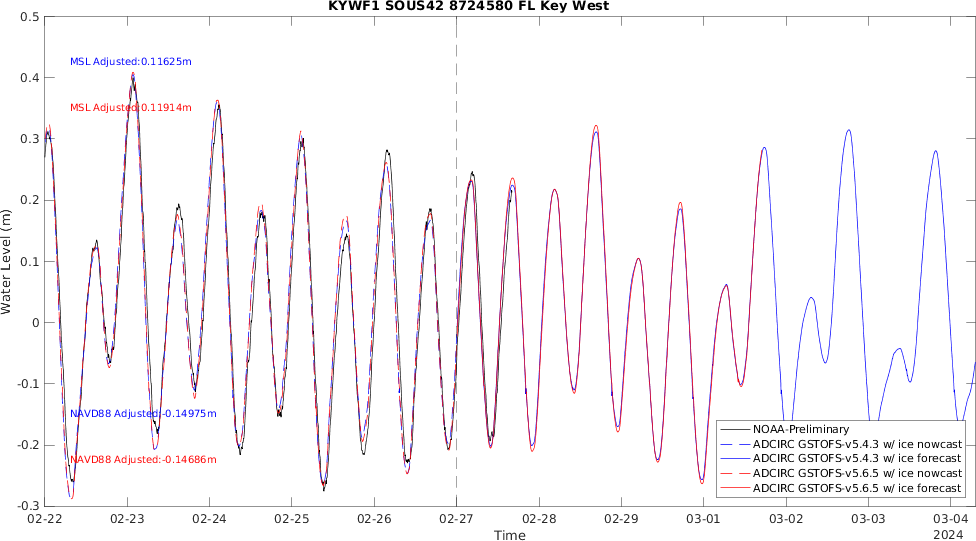 KYWF1 SOUS42 8724580 FL Key West
0.5
0.4
0.3
0.2
0.1
0
-0.1
-0.2
-0.3
Water Level (m)
MSL Adjusted:0.11625m
MSL Adjusted:0.11914m
NAVD88 Adjusted:-0.14975m
NAVD88 Adjusted:-0.14686m
NOAA-Preliminary
ADCIRC GSTOFS-v5.4.3 w/ ice nowcast
ADCIRC GSTOFS-v5.4.3 w/ ice forecast
ADCIRC GSTOFS-v5.6.5 w/ ice nowcast
ADCIRC GSTOFS-v5.6.5 w/ ice forecast
02-22 02-23 02-24 02-25 02-26 02-27 02-28 02-29 03-01 03-02 03-03 03-04
Time
2024